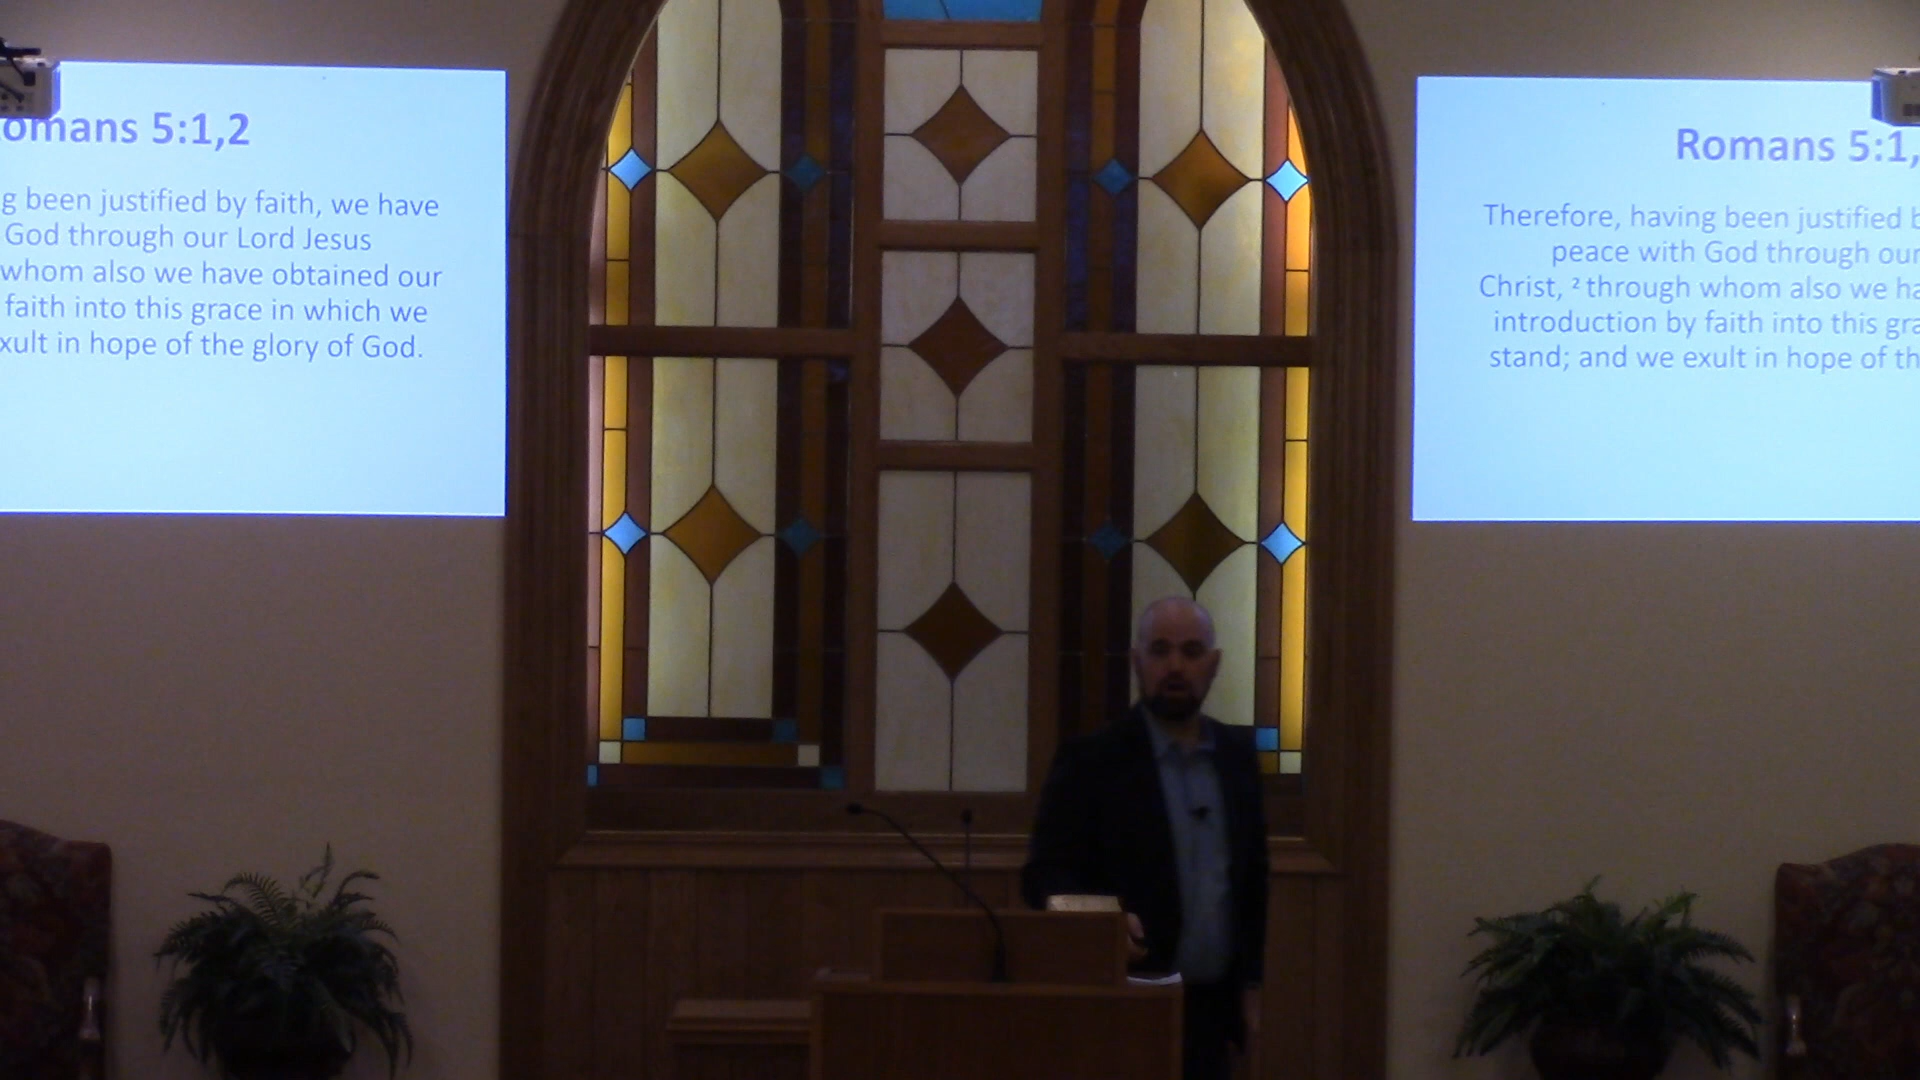 omans 5:1,2
g been justified by faith, we have
God through our Lord Jesus
whom also we have obtained our
faith into this grace in which we
xult in hope of the glory of God.
Romans 5:1,
Therefore, having been justified b
peace with God through our
Christ, ² through whom also we ha
introduction by faith into this gra
stand; and we exult in hope of th